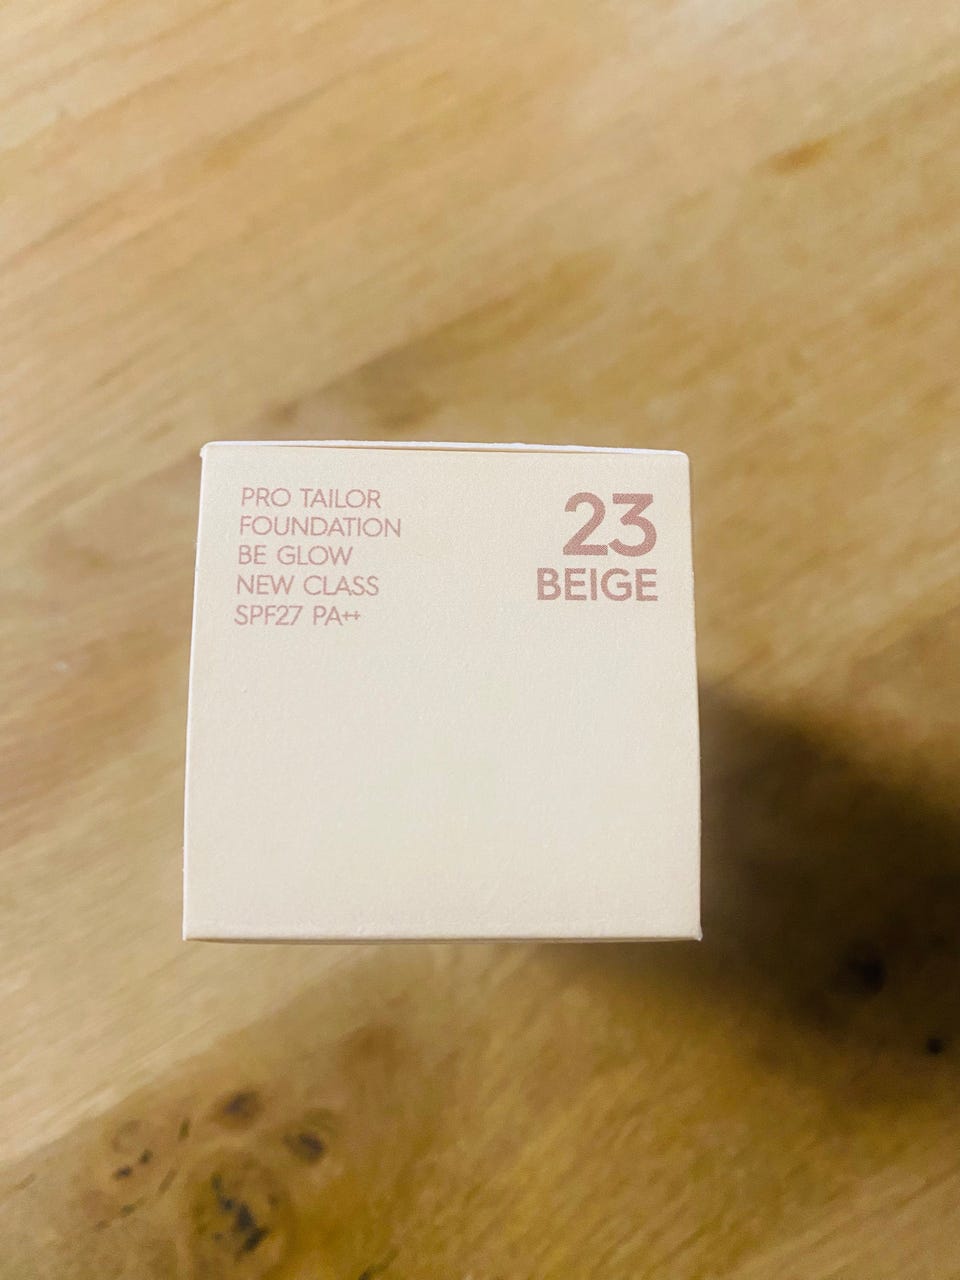 PRO TAILOR
FOUNDATION
BE GLOW
NEW CLASS
SPF27 PA++
23
BEIGE